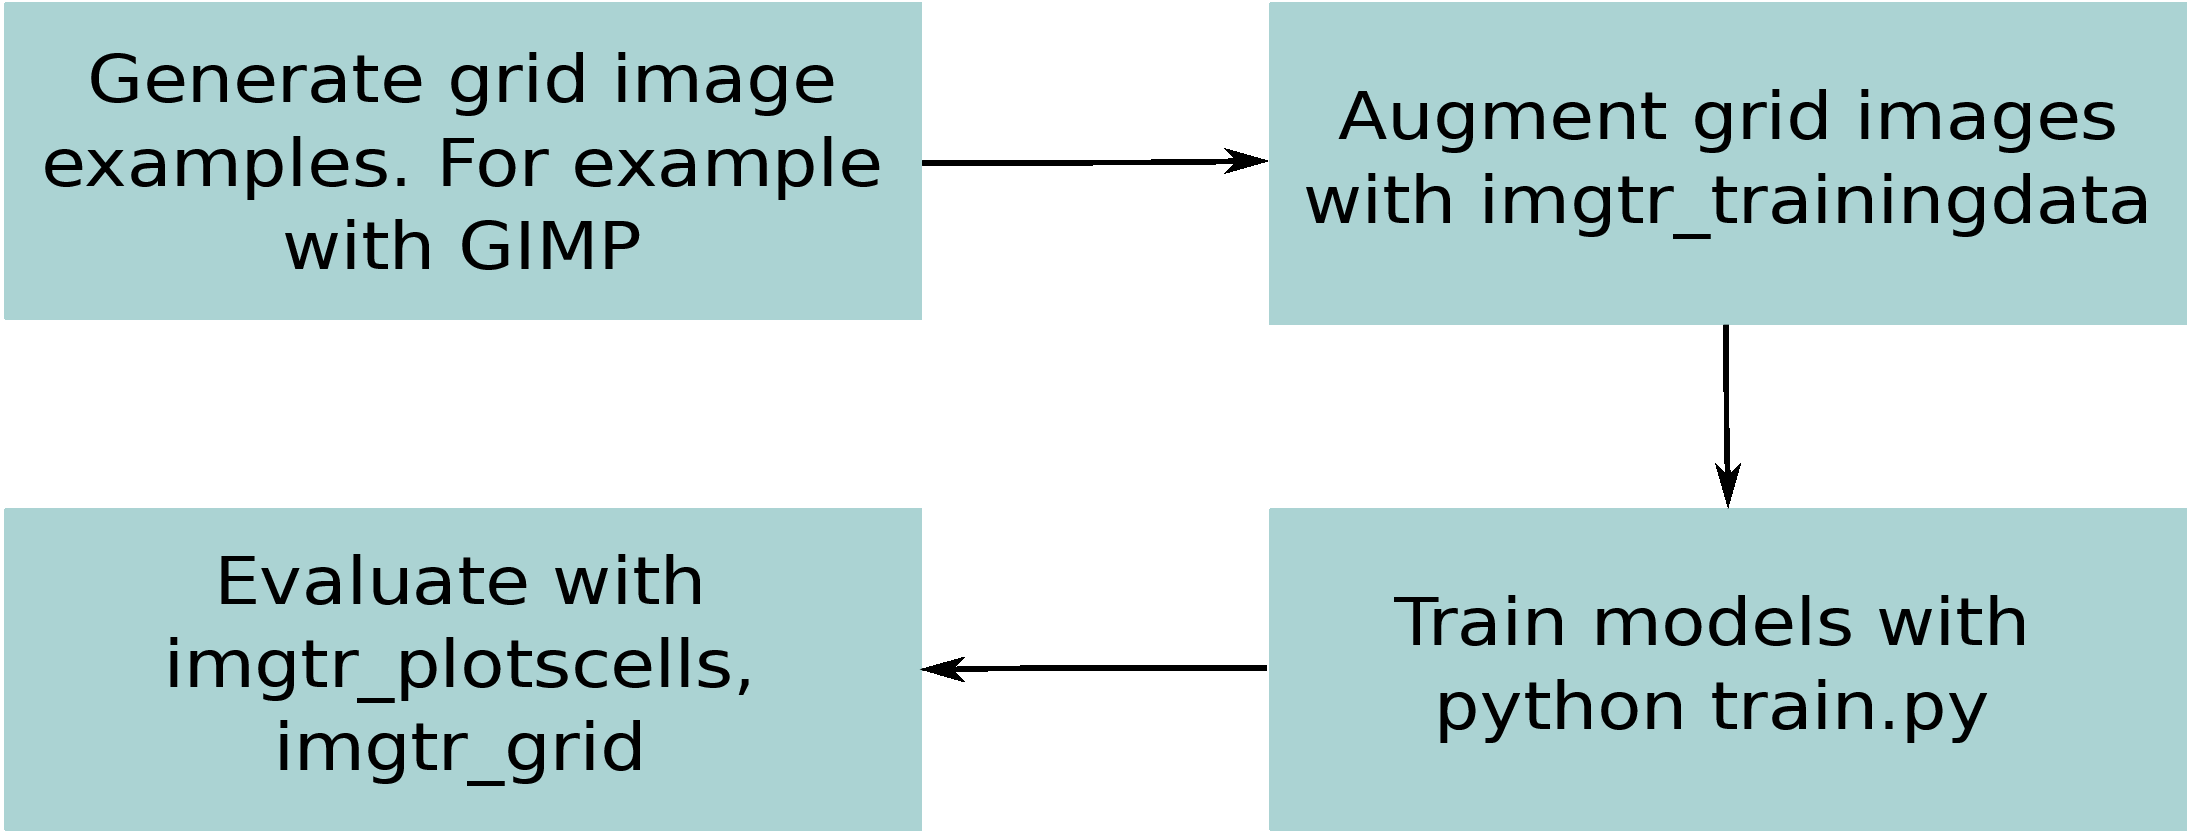 Generate grid image
examples. For example
with GIMP
Augment grid images
with imgtr_trainingdata
Train models with
python train.py
Evaluate with
imgtr_plotscells,
imgtr_grid